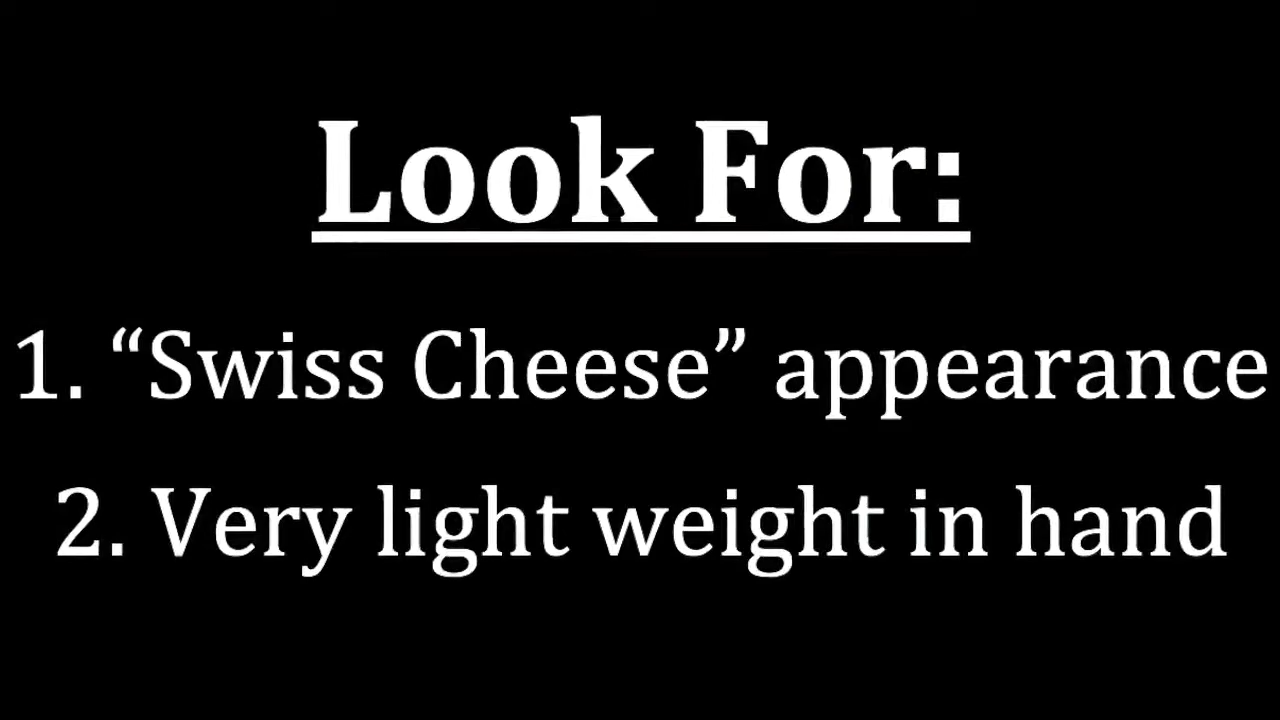 Look For:
1. “Swiss Cheese” appearance
2. Very light weight in hand